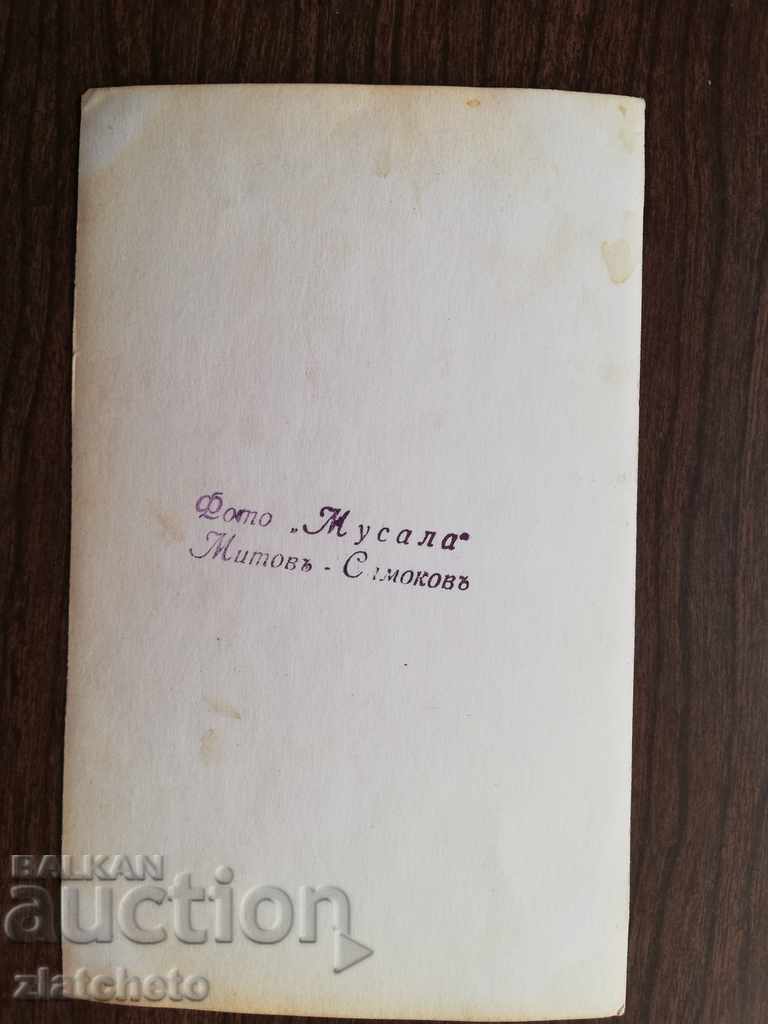 Фото „Мусала“
Митовъ - Самоковъ
BALKAN
auction
zlatcheto